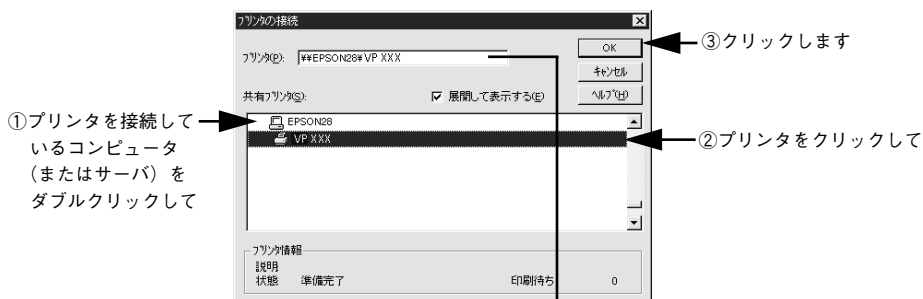 プリンタの接続
プリンタ(P): ¥¥EPSON28¥VP XXX
OK
キャンセル
ヘルプ(H)
③クリックします
共有プリンタ(S):
展開して表示する(E)
EPSON28
VP XXX
①プリンタを接続して
いるコンピュータ
(またはサーバ)を
ダブルクリックして
②プリンタをクリックして
プリンタ情報
説明
状態 準備完了 印刷待ち 0